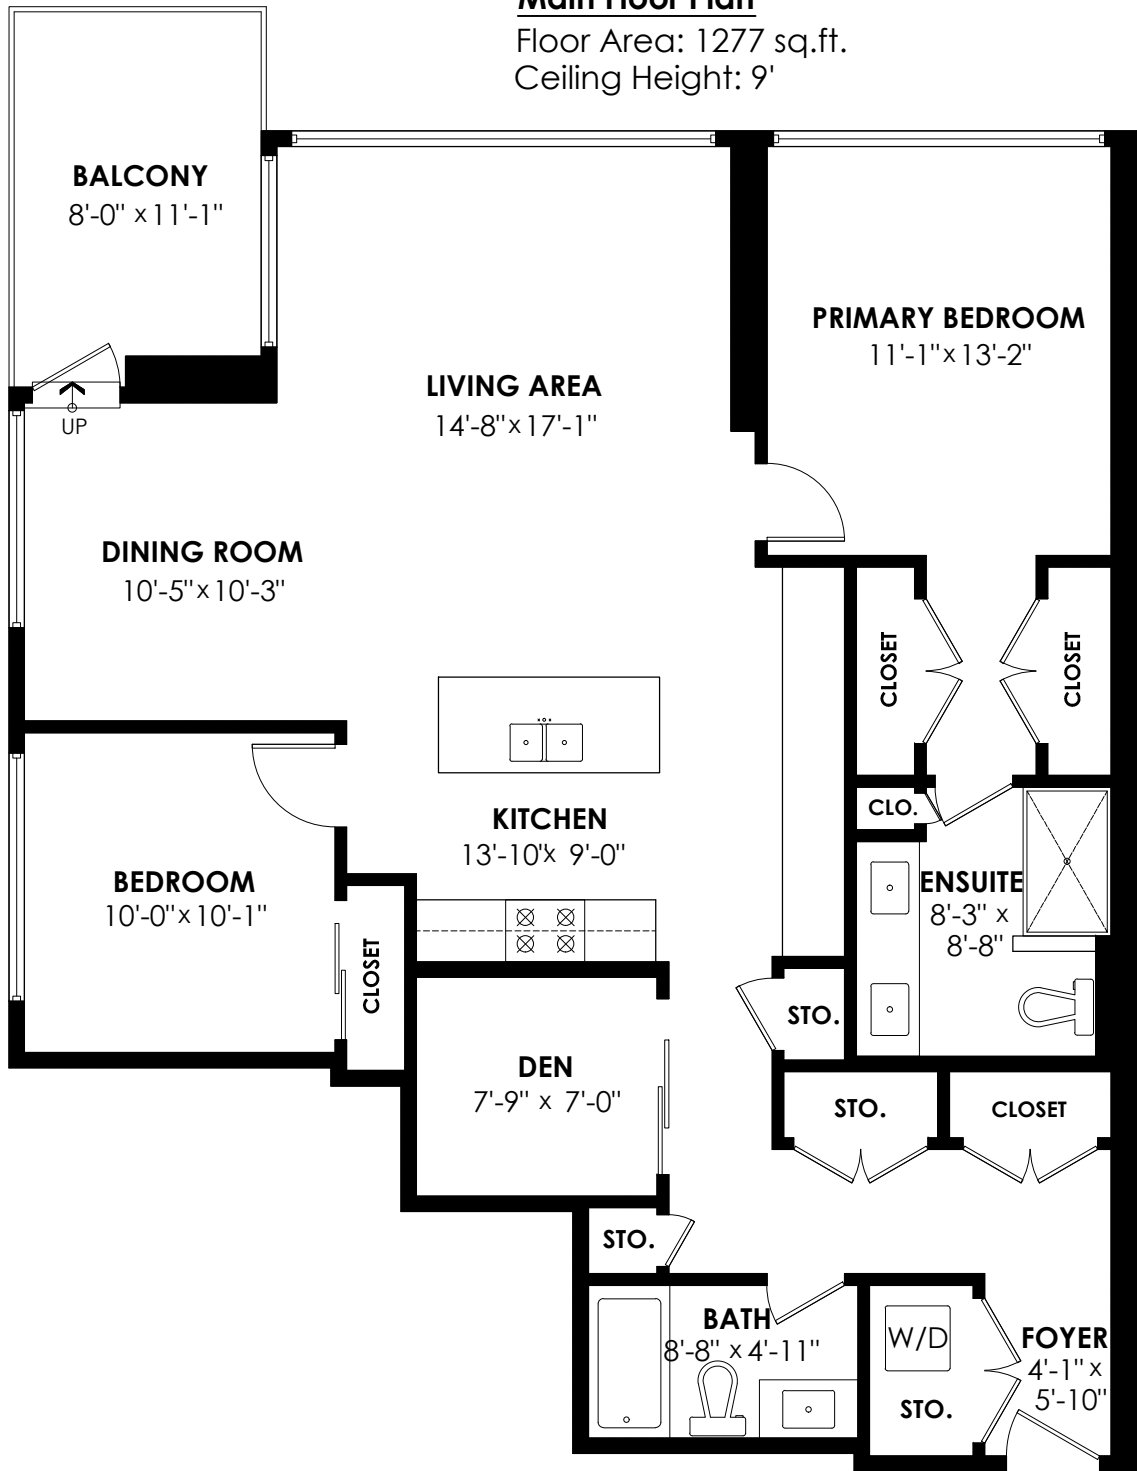 Main Floor Plan
Floor Area: 1277 sq.ft.
Ceiling Height: 9'
BALCONY
8'-0" x 11'-1"
PRIMARY BEDROOM
11'-1" x 13'-2"
LIVING AREA
14'-8" x 17'-1"
UP
DINING ROOM
10'-5" x 10'-3"
CLOSET
CLOSET
KITCHEN
13'-10'x 9'-0"
CLO.
BEDROOM
10'-0" x 10'-1"
ENSUITE
8'-3" x
8'-8"
CLOSET
STO.
DEN
7'-9" x 7'-0"
STO.
CLOSET
STO.
BATH
8'-8" x 4'-11"
W/D
STO.
FOYER
4'-1" x
5'-10"